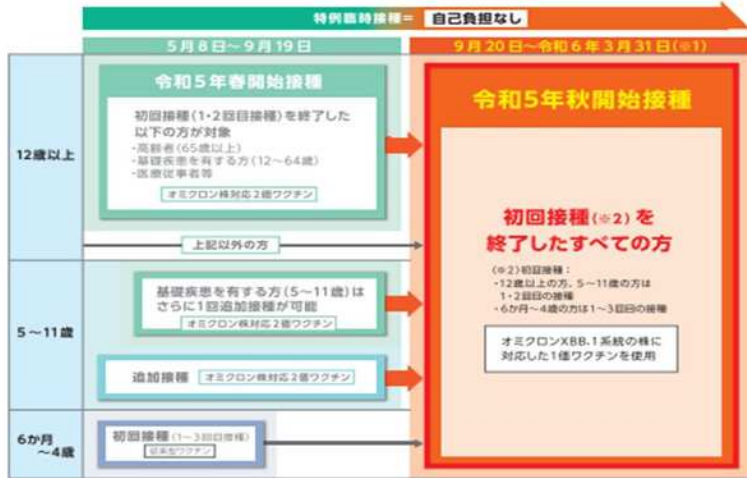 特例臨時接種= 自己負担なし
5月8日~9月19日
9月20日~令和6年3月31日(※1)
12歳以上
令和5年春開始接種
初回接種(1・2回目接種)を終了した
以下の方が対象
・高齢者(65歳以上)
・基礎疾患を有する方(12~64歳)
・医療従事者等
オミクロン株対応2価ワクチン
上記以外の方
5~11歳
基礎疾患を有する方(5~11歳)は
さらに1回追加接種が可能
オミクロン株対応2価ワクチン
追加接種 オミクロン株対応2価ワクチン
6か月
~4歳
初回接種(1~3回目接種)
従来型ワクチン
令和5年秋開始接種
初回接種(※2)を
終了したすべての方
(※2)初回接種:
・12歳以上の方、5~11歳の方は
1・2回目の接種
・6か月~4歳の方は1~3回目の接種
オミクロンXBB.1系統の株に
対応した1価ワクチンを使用